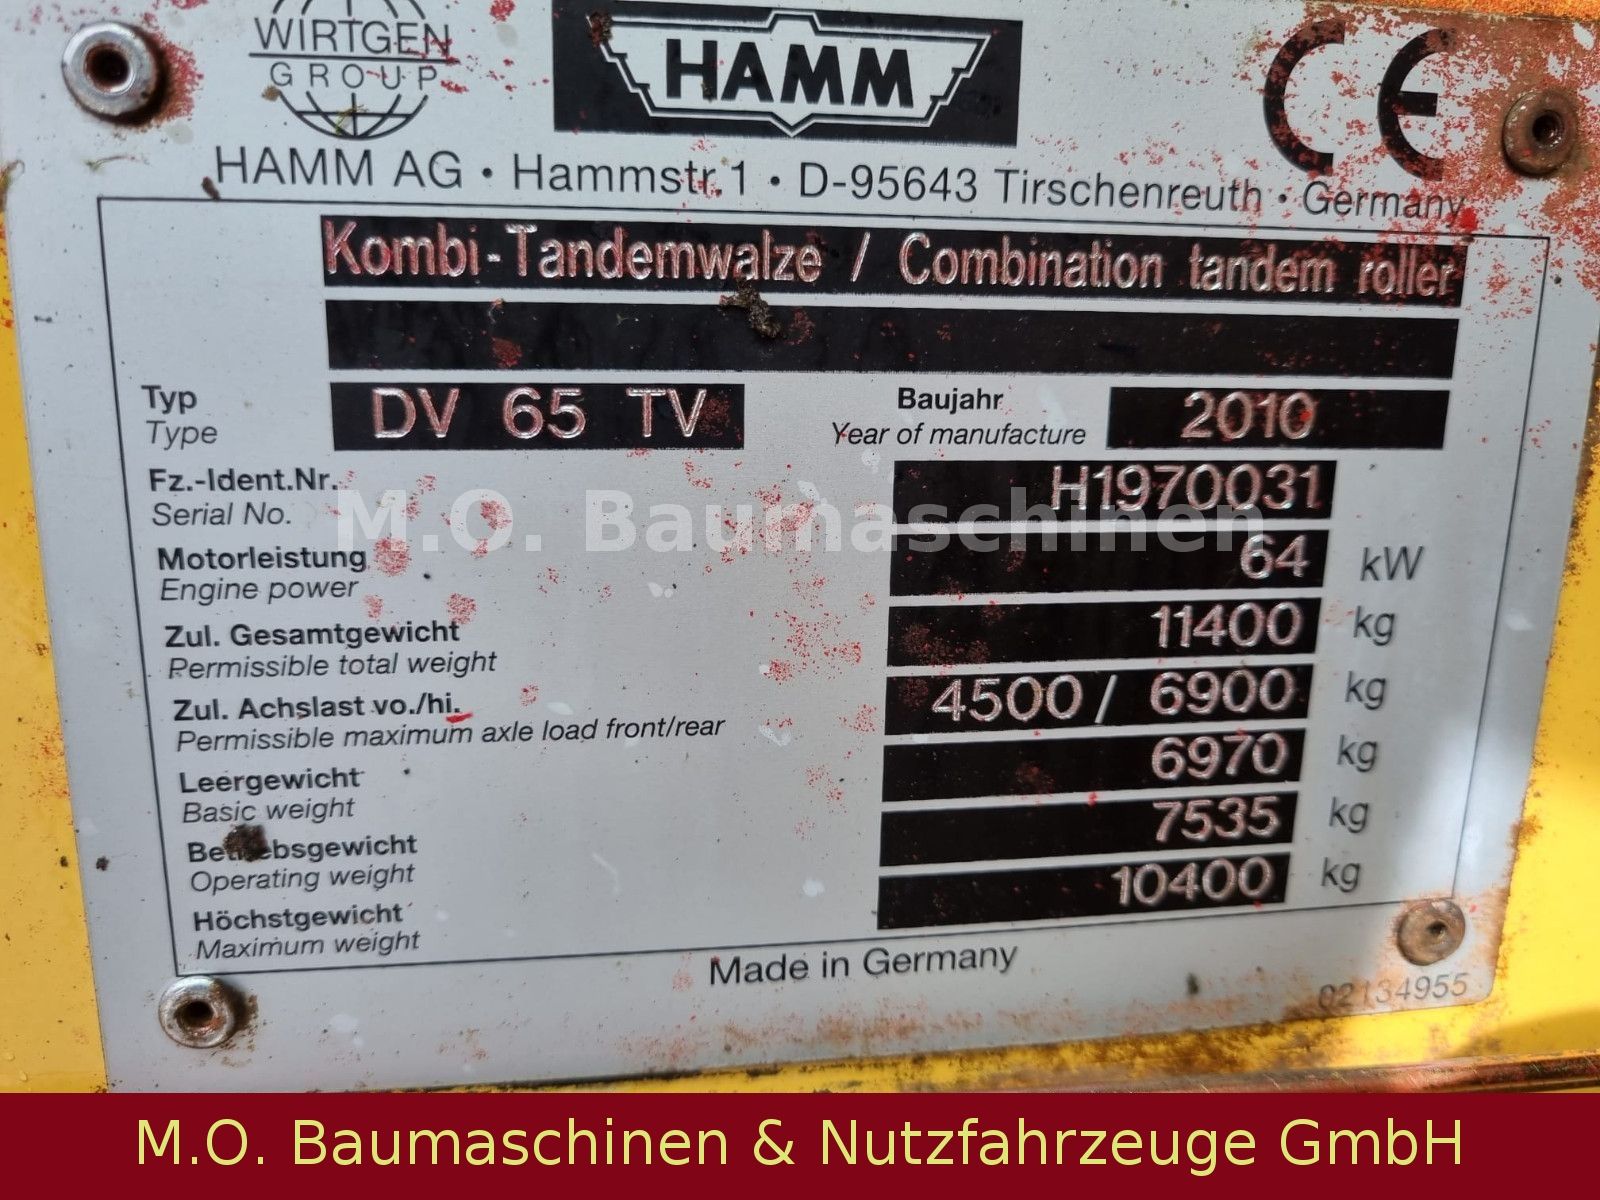 WIRTGEN
GROUP
HAMM
CE
HAMM AG • Hammstr.1 • D-95643 Tirschenreuth • Germany
Kombi-Tandemwalze / Combination tandem roller
Typ
Type
DV 65 TV
Baujahr
Year of manufacture
2010
Fz.-Ident.Nr.
Serial No.
H1970031
M.O. Baumaschinen
Motorleistung
Engine power
64 kW
Zul. Gesamtgewicht
Permissible total weight
11400 kg
Zul. Achslast vo./hi.
Permissible maximum axle load front/rear
4500 / 6900 kg
Leergewicht
Basic weight
6970 kg
Betriebsgewicht
Operating weight
7535 kg
Höchstgewicht
Maximum weight
10400 kg
Made in Germany
02134955
M.O. Baumaschinen & Nutzfahrzeuge GmbH